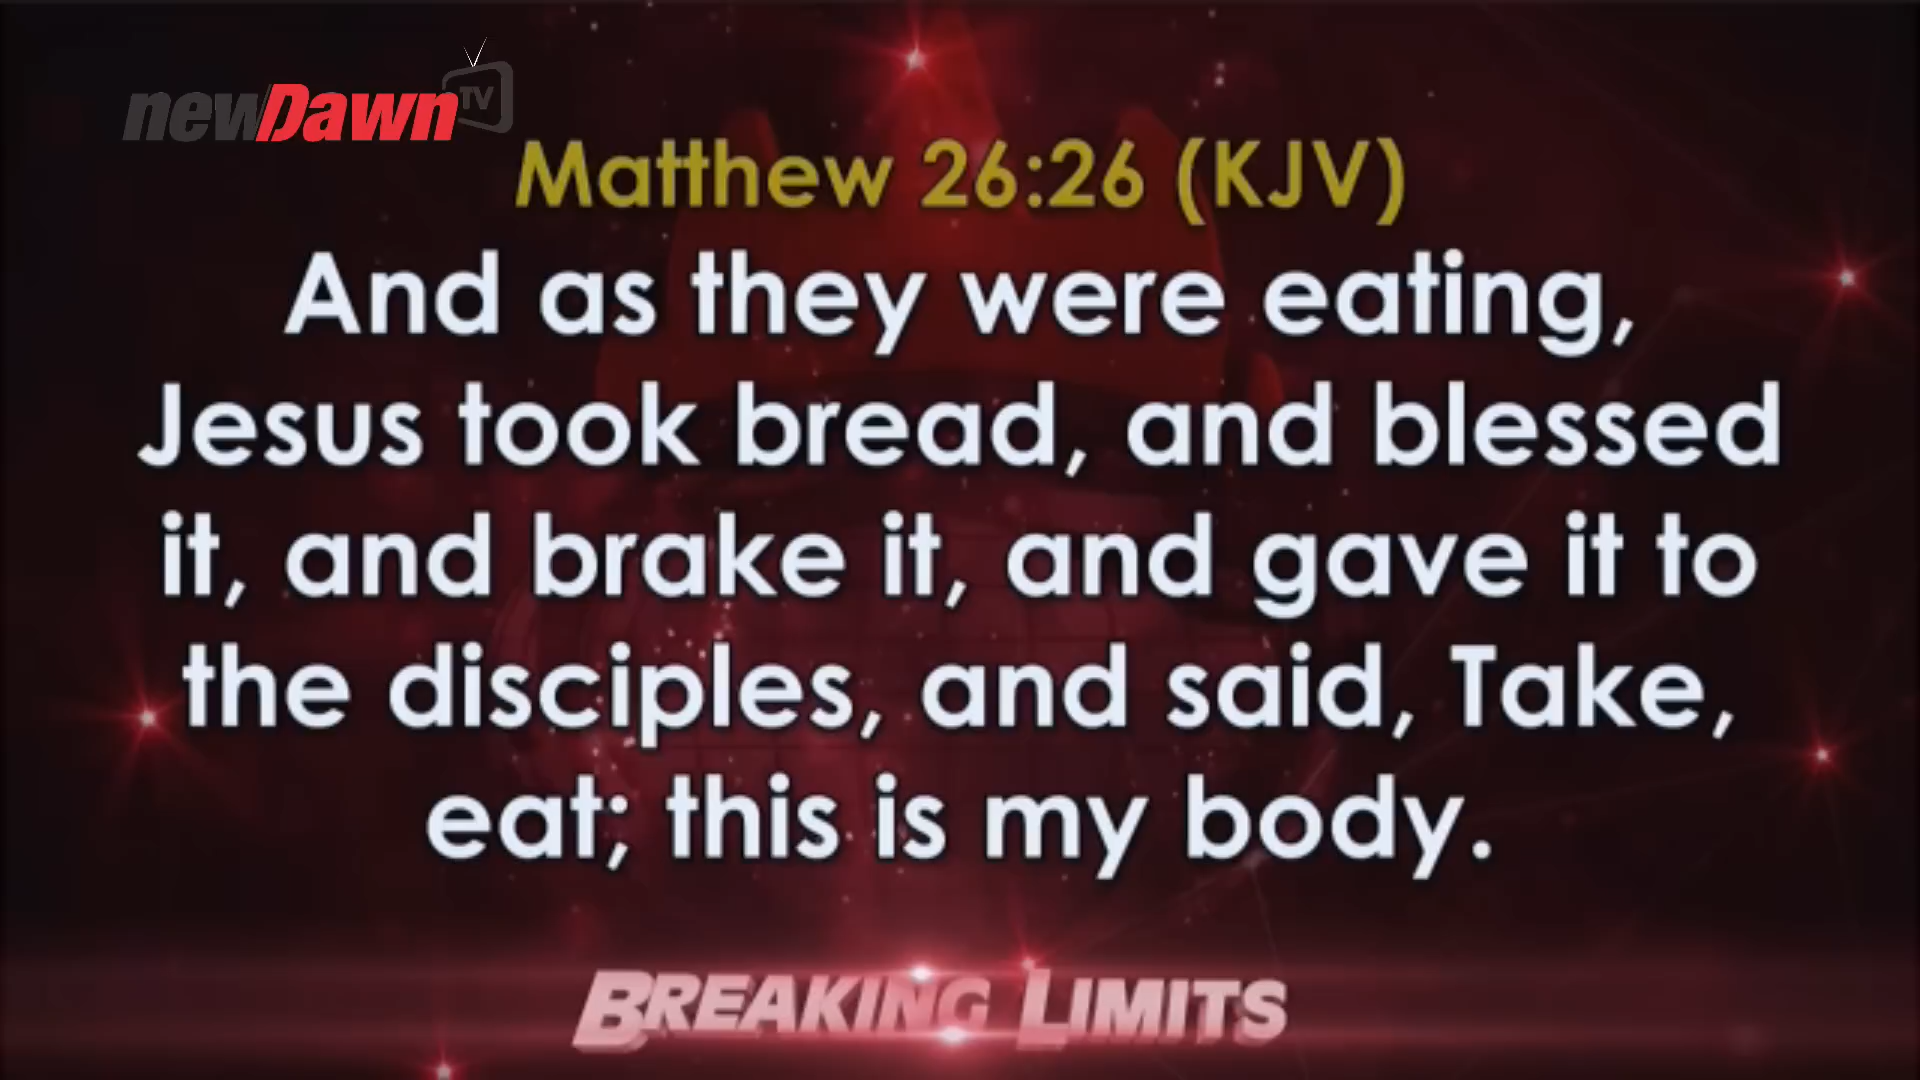 newDawn TV
Matthew 26:26 (KJV)
And as they were eating,
Jesus took bread, and blessed
it, and brake it, and gave it to
the disciples, and said, Take,
eat; this is my body.
BREAKING LIMITS